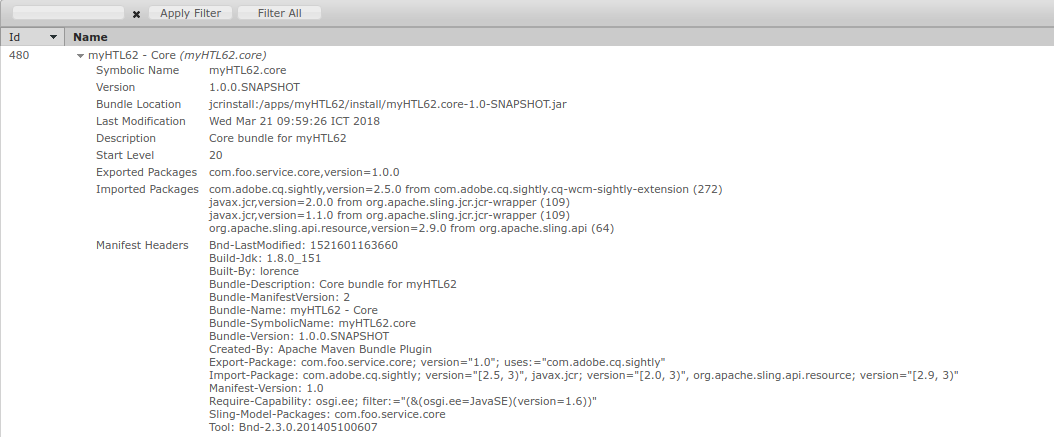 ✖ Apply Filter Filter All
Id Name
480 myHTL62 - Core (myHTL62.core)
Symbolic Name myHTL62.core
Version 1.0.0.SNAPSHOT
Bundle Location jcrinstall:/apps/myHTL62/install/myHTL62.core-1.0-SNAPSHOT.jar
Last Modification Wed Mar 21 09:59:26 ICT 2018
Description Core bundle for myHTL62
Start Level 20
Exported Packages com.foo.service.core,version=1.0.0
Imported Packages com.adobe.cq.sightly,version=2.5.0 from com.adobe.cq.sightly.cq-wcm-sightly-extension (272)
javax.jcr,version=2.0.0 from org.apache.sling.jcr.jcr-wrapper (109)
javax.jcr,version=1.1.0 from org.apache.sling.jcr.jcr-wrapper (109)
org.apache.sling.api.resource,version=2.9.0 from org.apache.sling.api (64)
Manifest Headers Bnd-LastModified: 1521601163660
Build-Jdk: 1.8.0_151
Built-By: lorence
Bundle-Description: Core bundle for myHTL62
Bundle-ManifestVersion: 2
Bundle-Name: myHTL62 - Core
Bundle-SymbolicName: myHTL62.core
Bundle-Version: 1.0.0.SNAPSHOT
Created-By: Apache Maven Bundle Plugin
Export-Package: com.foo.service.core; version="1.0"; uses:="com.adobe.cq.sightly"
Import-Package: com.adobe.cq.sightly; version="[2.5, 3)", javax.jcr; version="[2.0, 3)", org.apache.sling.api.resource; version="[2.9, 3)"
Manifest-Version: 1.0
Require-Capability: osgi.ee; filter:="(&(osgi.ee=JavaSE)(version=1.6))"
Sling-Model-Packages: com.foo.service.core
Tool: Bnd-2.3.0.201405100607